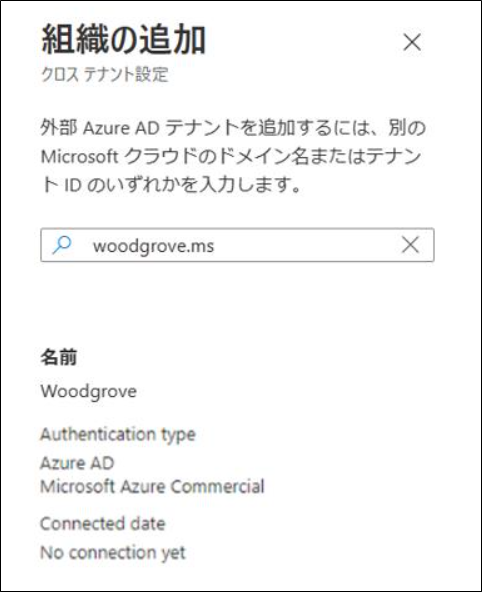 組織の追加
クロス テナント設定
外部 Azure AD テナントを追加するには、別の
Microsoft クラウドのドメイン名またはテナン
ト ID のいずれかを入力します。
woodgrove.ms
名前
Woodgrove
Authentication type
Azure AD
Microsoft Azure Commercial
Connected date
No connection yet